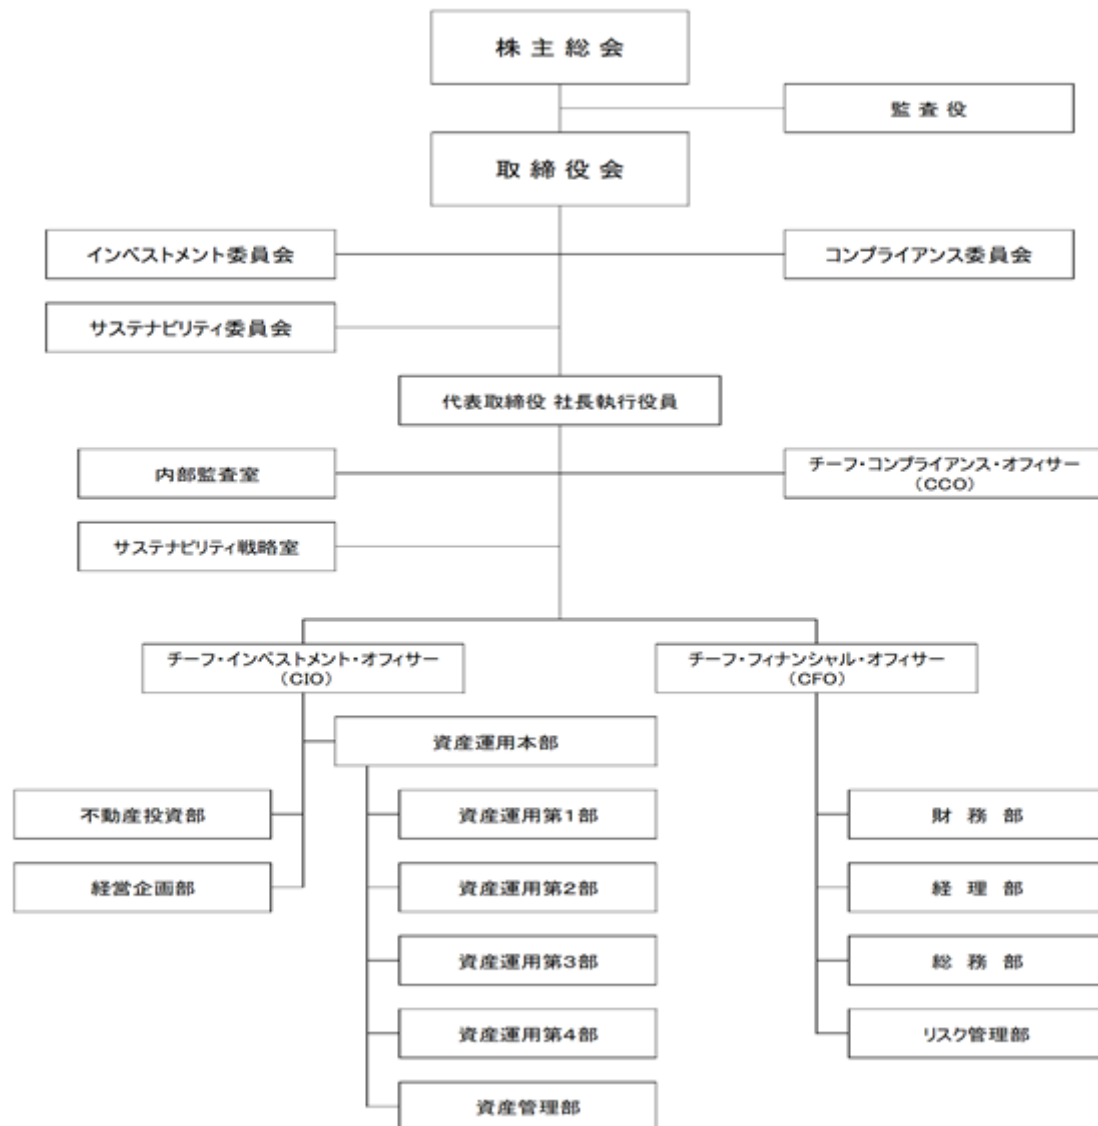 株主総会
監査役
取締役会
インベストメント委員会
コンプライアンス委員会
サステナビリティ委員会
代表取締役 社長執行役員
内部監査室
チーフ・コンプライアンス・オフィサー
（CCO）
サステナビリティ戦略室
チーフ・インベストメント・オフィサー
（CIO）
チーフ・フィナンシャル・オフィサー
（CFO）
資産運用本部
不動産投資部
資産運用第1部
財務部
経営企画部
資産運用第2部
経理部
資産運用第3部
総務部
資産運用第4部
リスク管理部
資産管理部